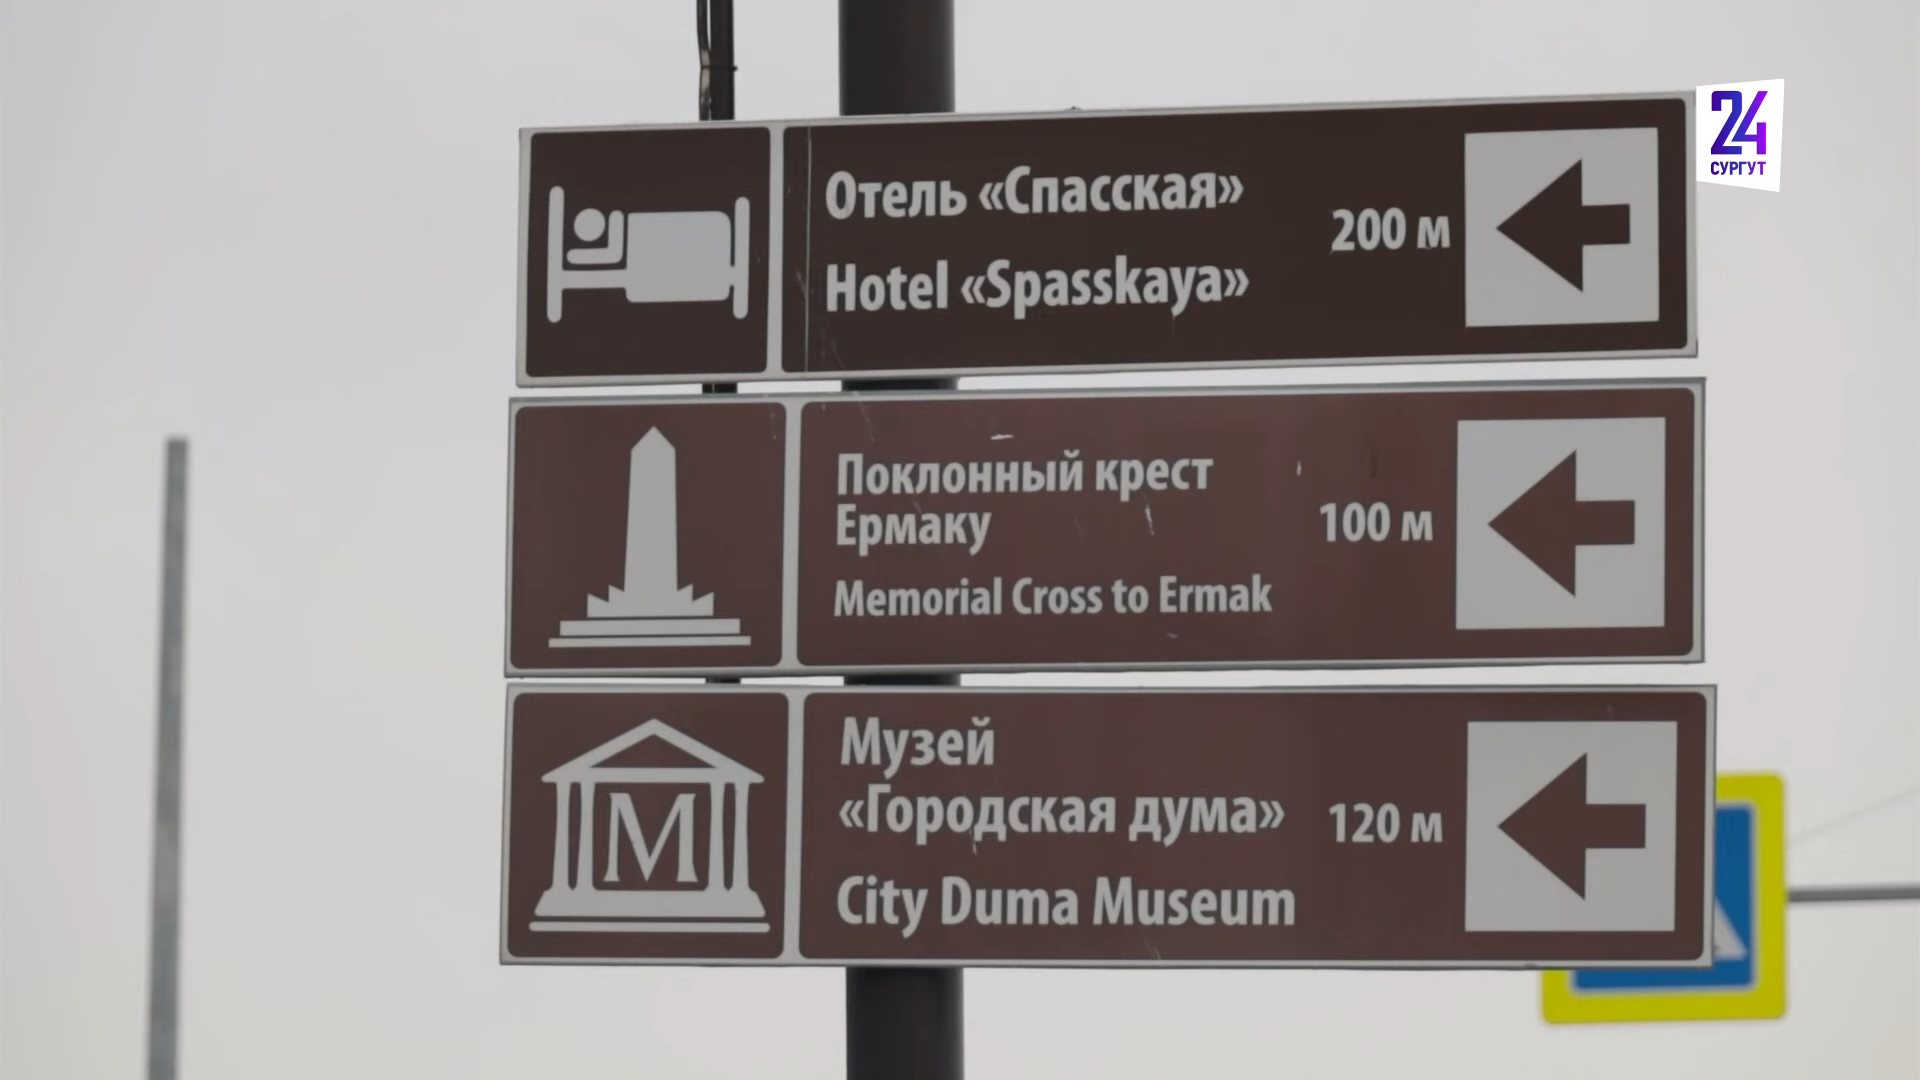 24
СУРГУТ
Отель «Спасская»
Hotel «Spasskaya»
200 м
Поклонный крест
Ермаку
Memorial Cross to Ermak
100 м
М
Музей
«Городская дума»
City Duma Museum
120 м